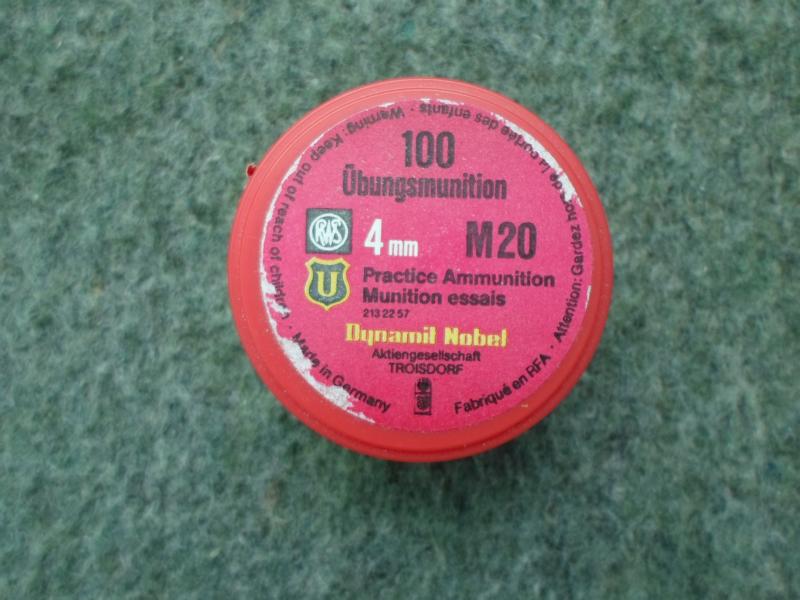 100
Übungsmunition
RWS
4 mm M20
U
Practice Ammunition
Munition essais
213 22 57
Dynamit Nobel
Aktiengesellschaft
TROISDORF
Warning: Keep out of reach of children · Made in Germany
Fabriqué en RFA · Attention: Gardez hors de la portée des enfants ·